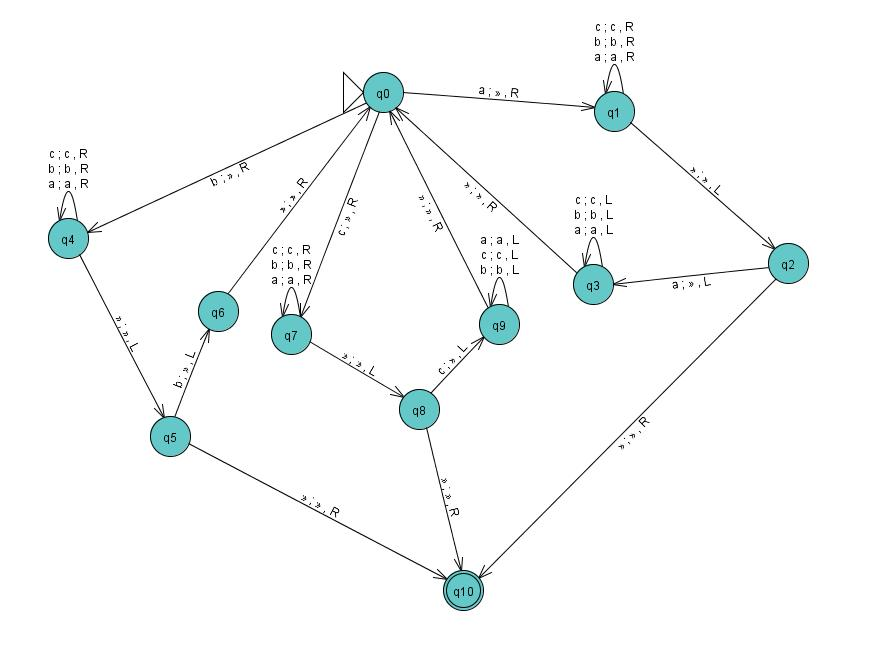 c ; c , R
b ; b , R
a ; a , R
q0
a ; » , R
q1
c ; c , R
b ; b , R
a ; a , R
b ; » , R
» ; » , R
c ; » , R
» ; » , R
» ; » , R
» ; » , L
q4
c ; c , L
b ; b , L
a ; a , L
c ; c , R
b ; b , R
a ; a , R
a ; a , L
c ; c , L
b ; b , L
q2
q3
a ; » , L
q6
q7
q9
» ; » , L
b ; » , L
» ; » , L
c ; » , L
q8
q5
» ; » , R
» ; » , R
» ; » , R
q10